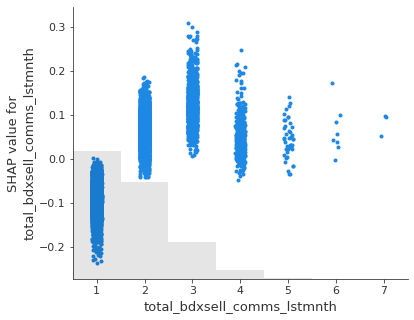 0.3
0.2
0.1
0.0
−0.1
−0.2
SHAP value for
total_bdxsell_comms_lstmnth
1 2 3 4 5 6 7
total_bdxsell_comms_lstmnth